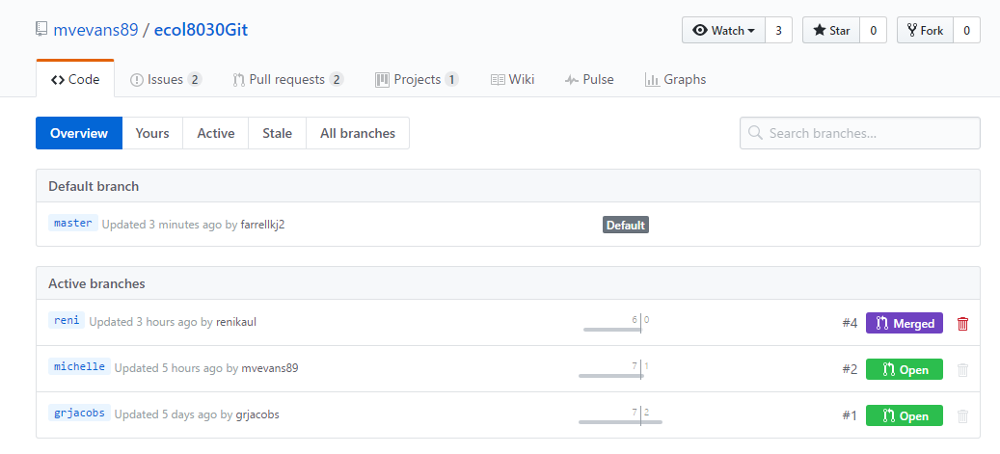 mvevans89 / ecol8030Git
Watch 3 Star 0 Fork 0
Code Issues 2 Pull requests 2 Projects 1 Wiki Pulse Graphs
Overview Yours Active Stale All branches Search branches...
Default branch
master Updated 3 minutes ago by farrellkj2 Default
Active branches
reni Updated 3 hours ago by renikaul 6 0 #4 Merged
michelle Updated 5 hours ago by mvevans89 7 1 #2 Open
grjacobs Updated 5 days ago by grjacobs 7 2 #1 Open